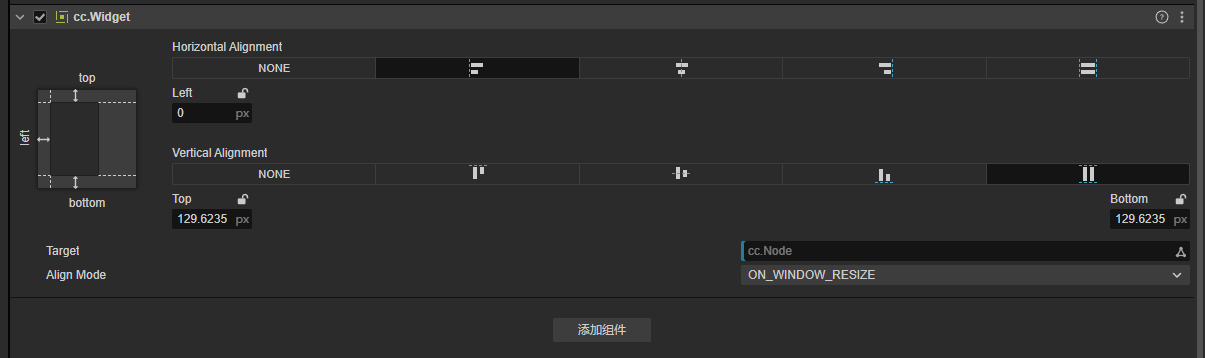 cc.Widget
Horizontal Alignment
NONE
top
left
bottom
Left
0 px
Vertical Alignment
NONE
Top
Bottom
129.6235 px
129.6235 px
Target
cc.Node
Align Mode
ON_WINDOW_RESIZE
添加组件